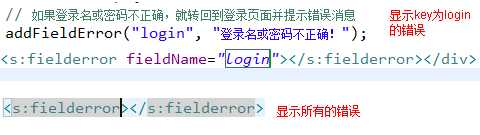 // 如果登录名或密码不正确，就转回到登录页面并提示错误消息
addFieldError("login", "登录名或密码不正确！");
显示key为login
的错误
<s:fielderror fieldName="login"></s:fielderror></div>
<s:fielderror></s:fielderror>
显示所有的错误